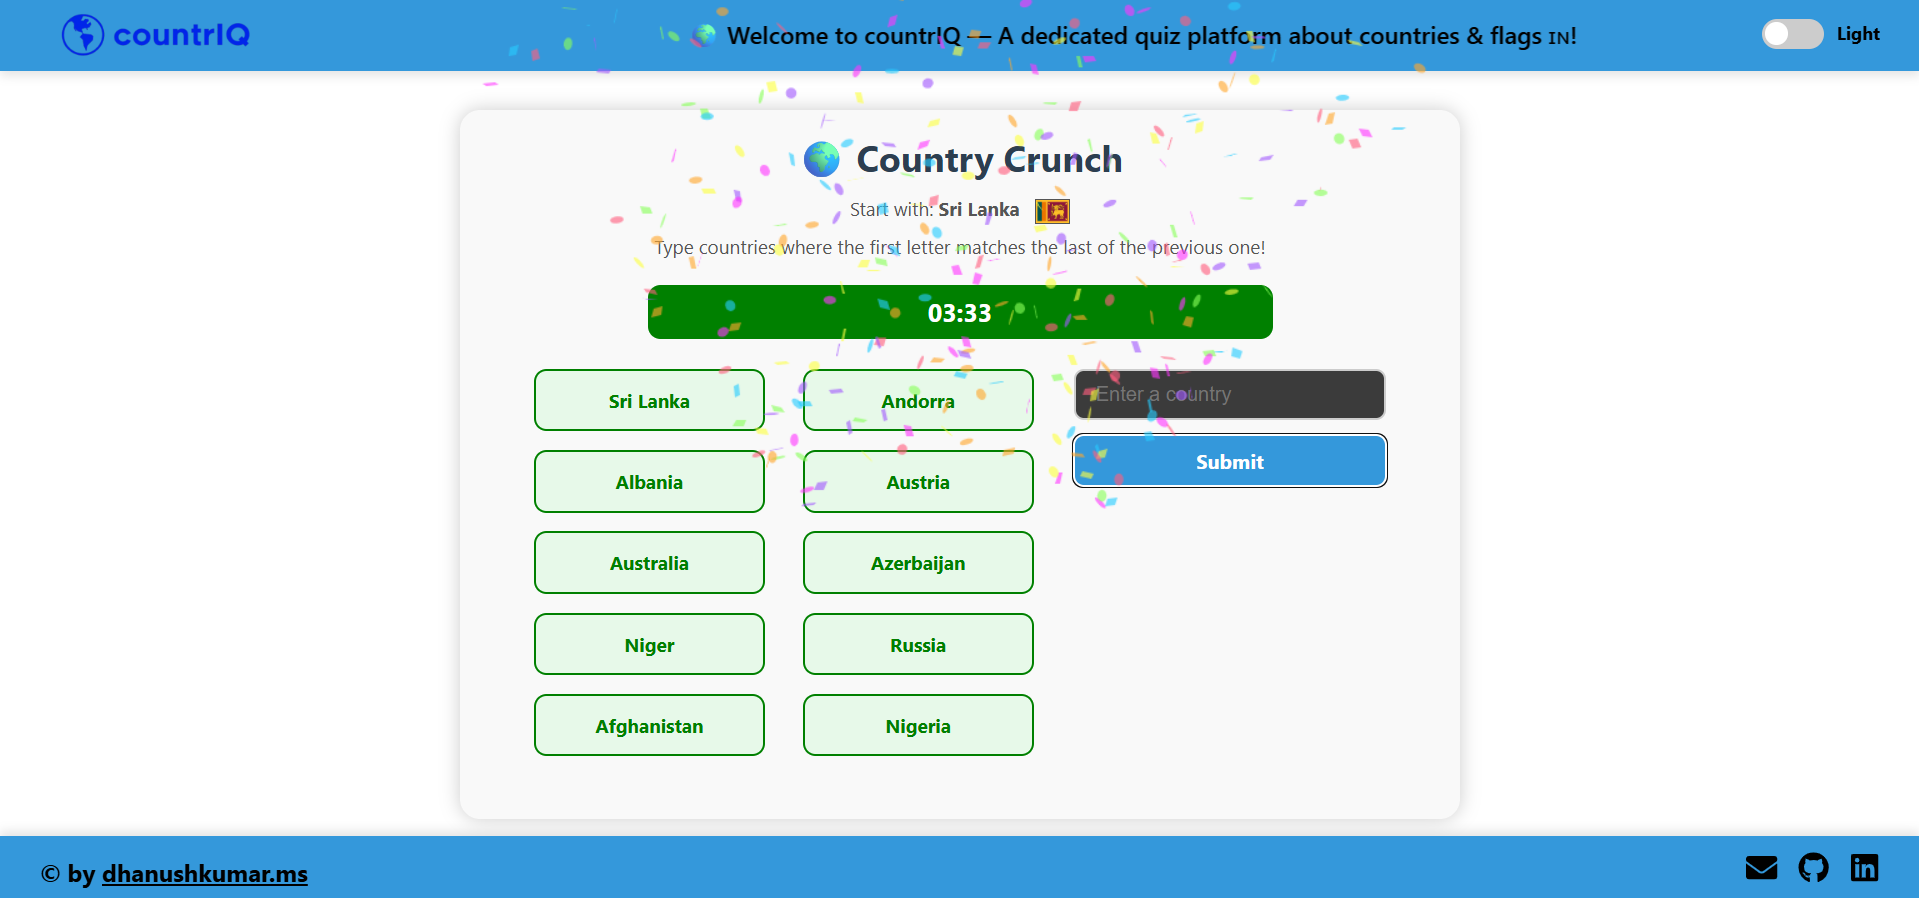 countrIQ
🌍 Welcome to countrIQ — A dedicated quiz platform about countries & flags ɪɴ!
Light
🌍 Country Crunch
Start with: Sri Lanka
Type countries where the first letter matches the last of the previous one!
03:33
Sri Lanka
Andorra
Enter a country
Submit
Albania
Austria
Australia
Azerbaijan
Niger
Russia
Afghanistan
Nigeria
© by dhanushkumar.ms